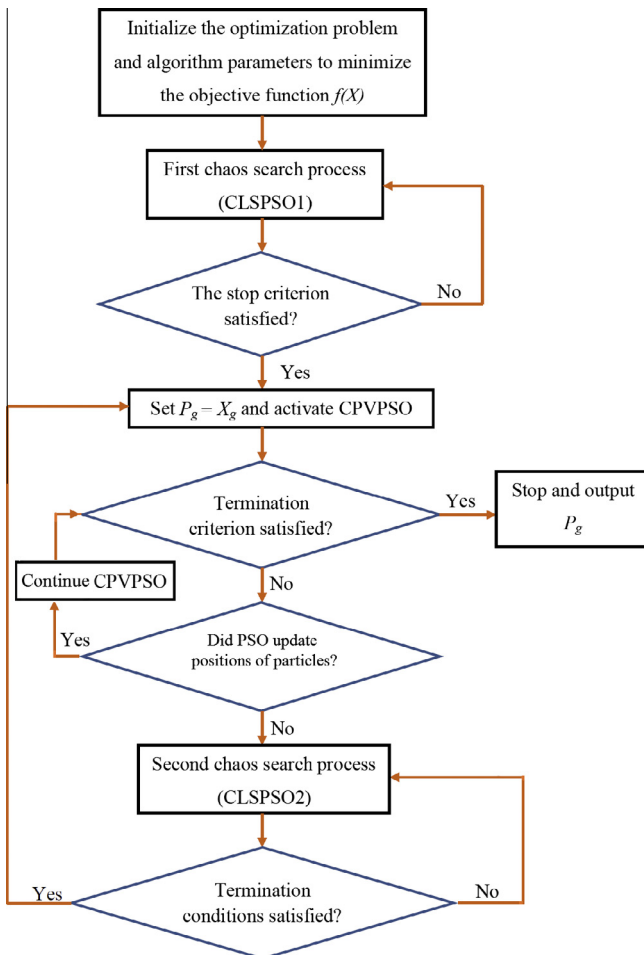 Initialize the optimization problem
and algorithm parameters to minimize
the objective function f(X)
First chaos search process
(CLSPSO1)
The stop criterion
satisfied?
No
Yes
Set Pg = Xg and activate CPVPSO
Termination
criterion satisfied?
Yes
Stop and output
Pg
Continue CPVPSO
No
Yes
Did PSO update
positions of particles?
No
Second chaos search process
(CLSPSO2)
Yes
Termination
conditions satisfied?
No